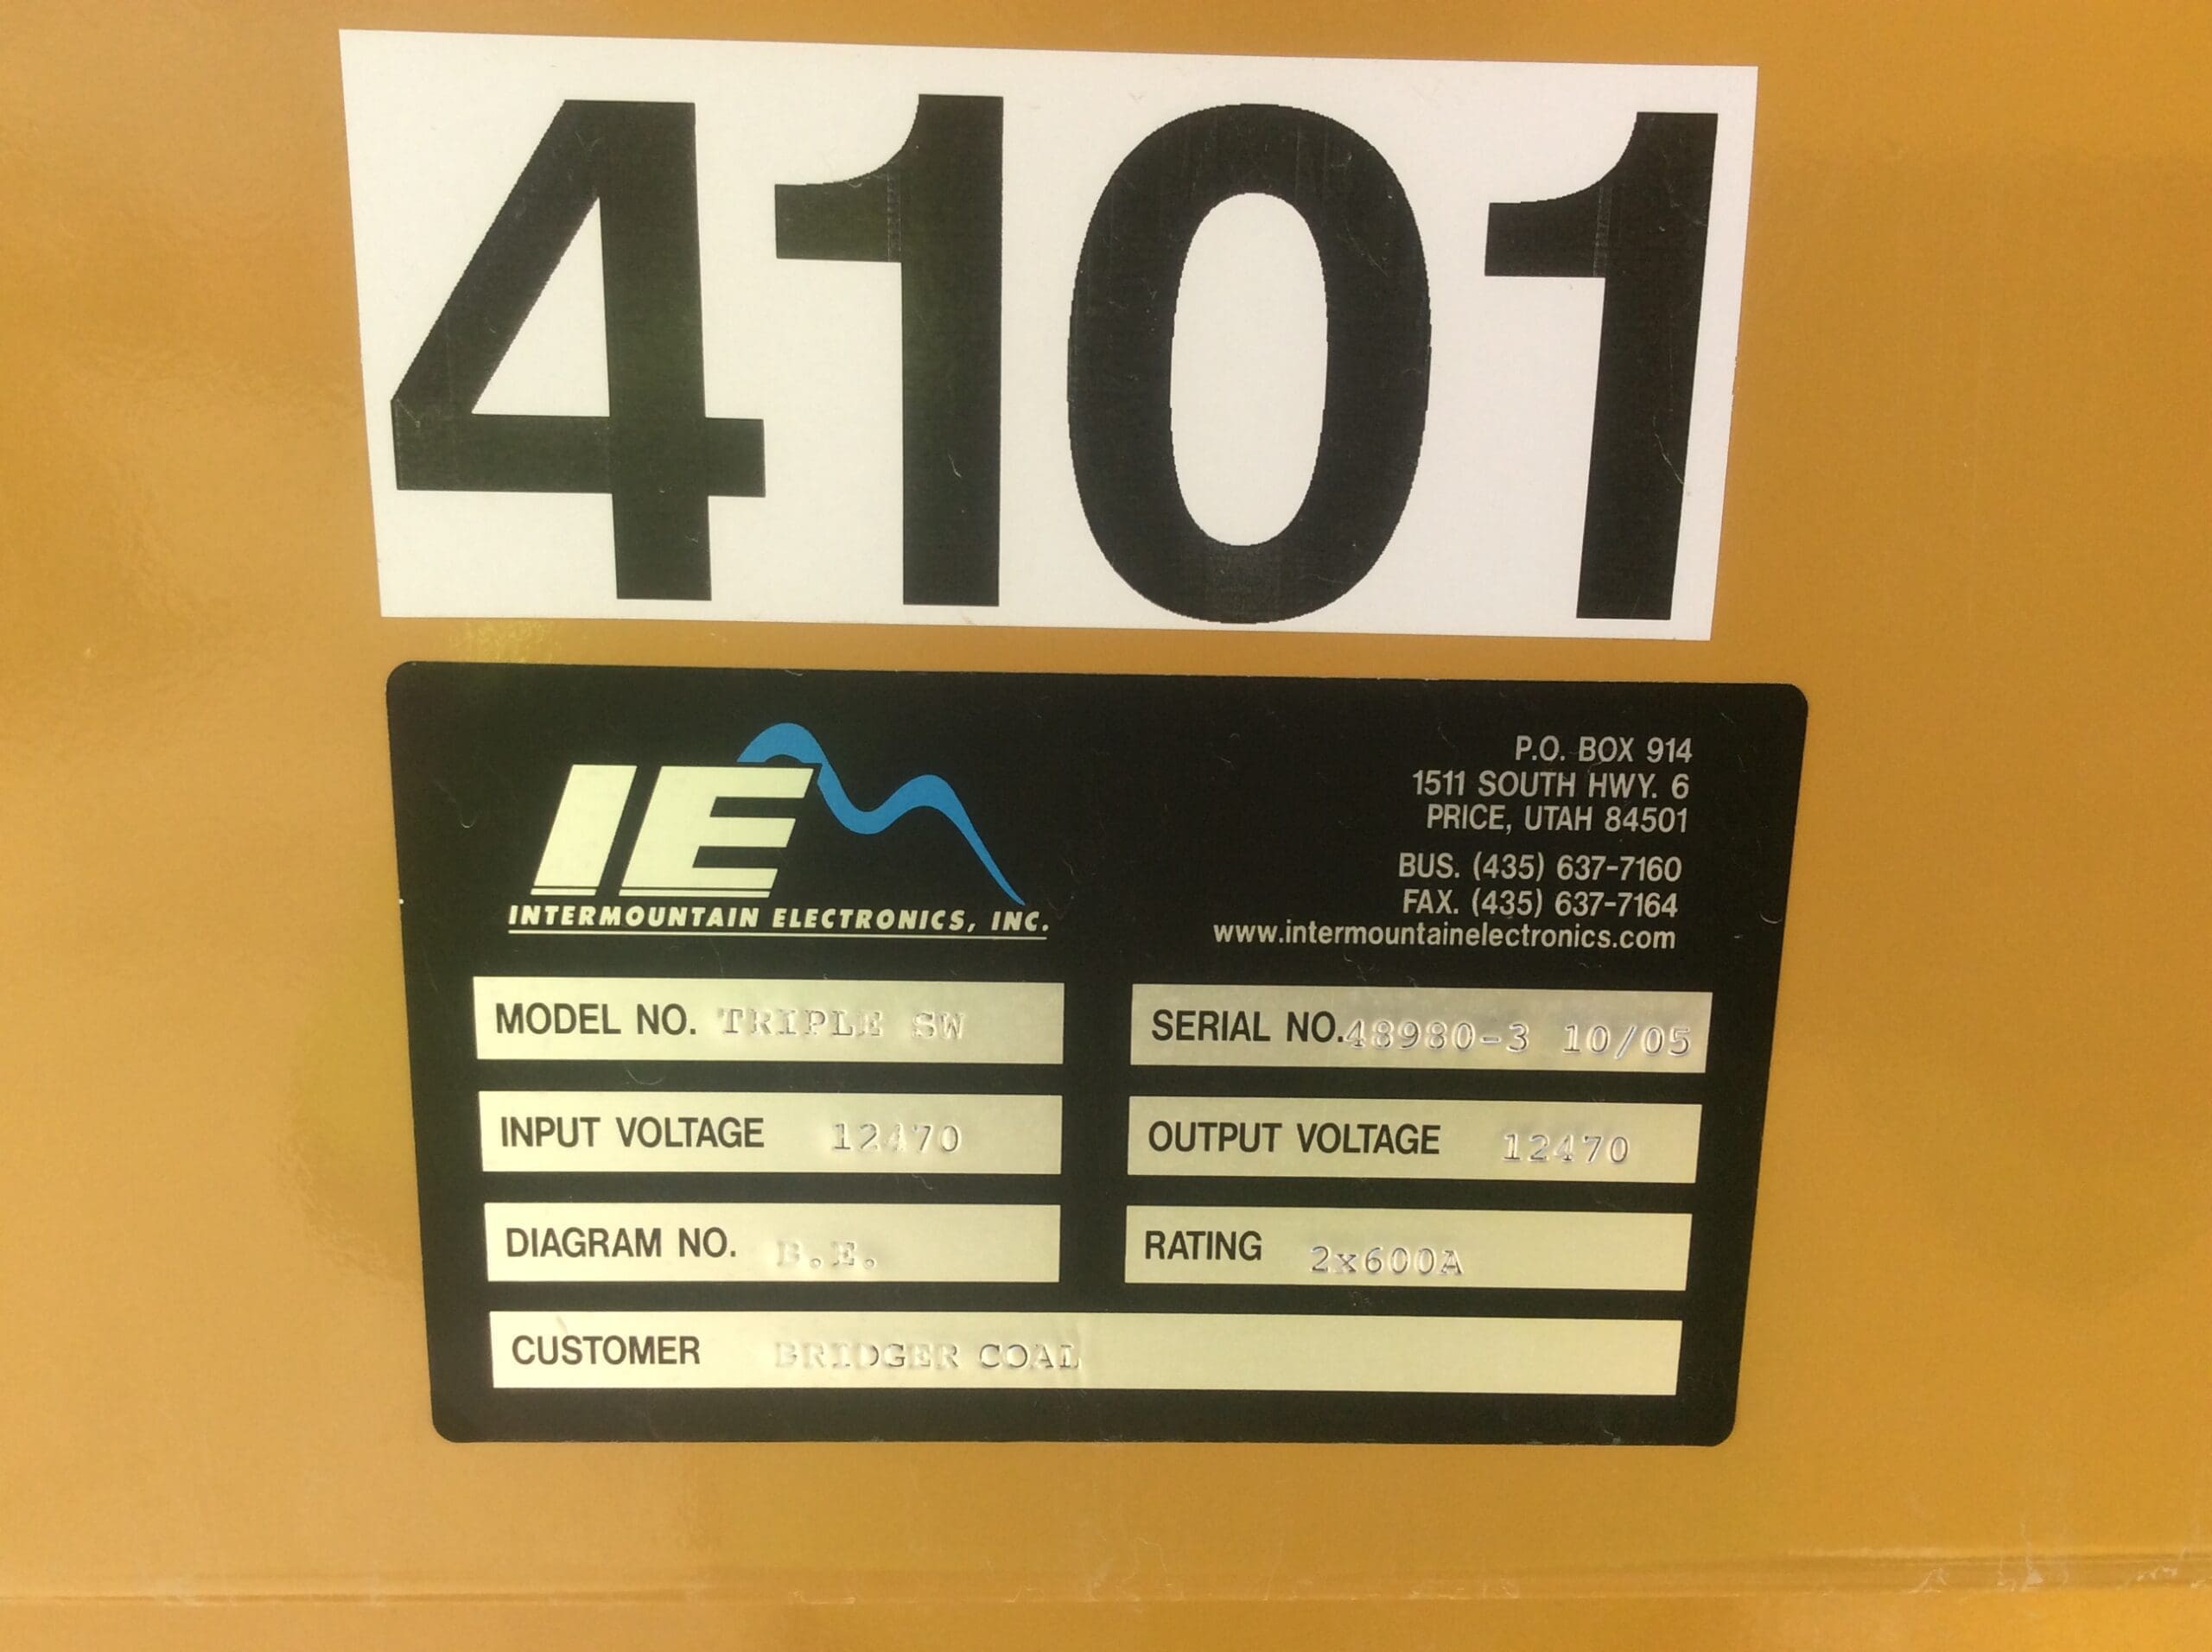 4101
IE
INTERMOUNTAIN ELECTRONICS, INC.
P.O. BOX 914
1511 SOUTH HWY. 6
PRICE, UTAH 84501
BUS. (435) 637-7160
FAX. (435) 637-7164
www.intermountainelectronics.com
MODEL NO. TRIPLE SW
SERIAL NO. 48980-3 10/05
INPUT VOLTAGE 12470
OUTPUT VOLTAGE 12470
DIAGRAM NO. B.E.
RATING 2x600A
CUSTOMER BRIDGER COAL